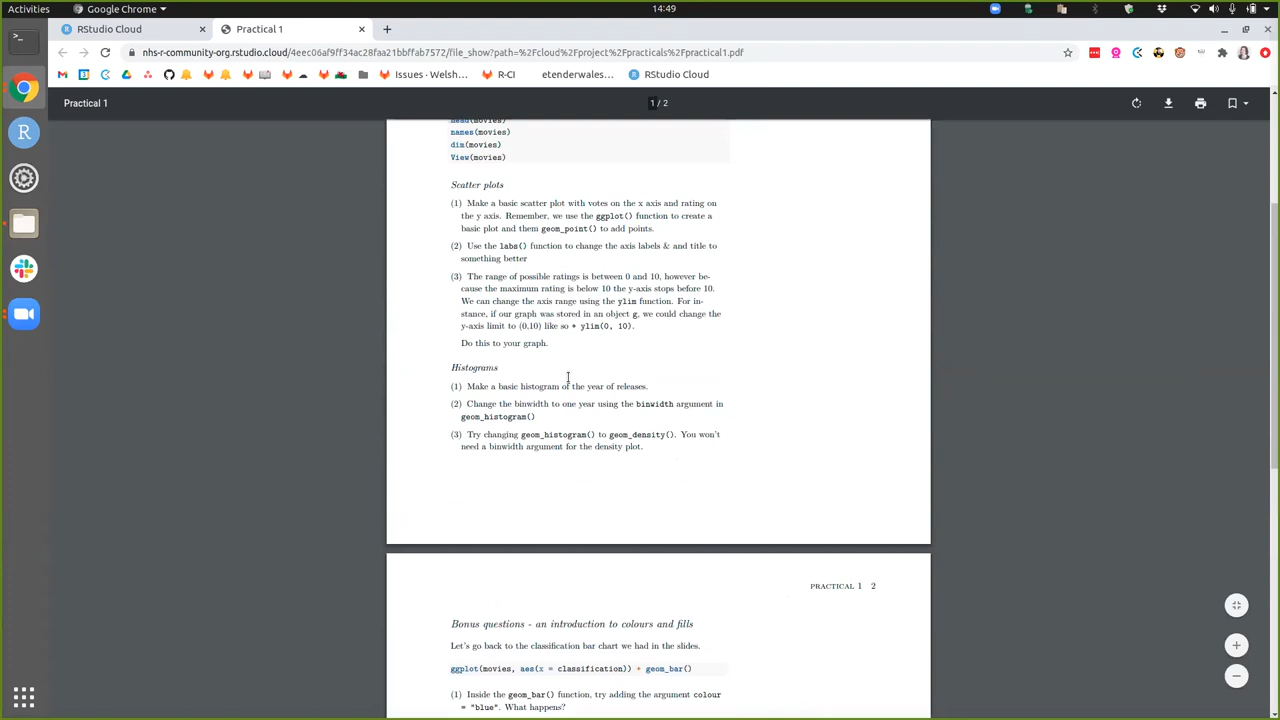 Activities
Google Chrome
14:49
RStudio Cloud
Practical 1
nhs-r-community-org.rstudio.cloud/4eec06af9ff34ac28faa21bbffab7572/file_show?path=%2Fcloud%2Fproject%2Fpracticals%2Fpractical1.pdf
Issues · Welsh…
R-CI
etenderwales…
RStudio Cloud
Practical 1
1 / 2
head(movies)
names(movies)
dim(movies)
View(movies)
Scatter plots
(1) Make a basic scatter plot with votes on the x axis and rating on
the y axis. Remember, we use the ggplot() function to create a
basic plot and them geom_point() to add points.
(2) Use the labs() function to change the axis labels & and title to
something better
(3) The range of possible ratings is between 0 and 10, however be-
cause the maximum rating is below 10 the y-axis stops before 10.
We can change the axis range using the ylim function. For in-
stance, if our graph was stored in an object g, we could change the
y-axis limit to (0,10) like so + ylim(0, 10).
Do this to your graph.
Histograms
(1) Make a basic histogram of the year of releases.
(2) Change the binwidth to one year using the binwidth argument in
geom_histogram()
(3) Try changing geom_histogram() to geom_density(). You won't
need a binwidth argument for the density plot.
PRACTICAL 1 2
Bonus questions - an introduction to colours and fills
Let's go back to the classification bar chart we had in the slides.
ggplot(movies, aes(x = classification)) + geom_bar()
(1) Inside the geom_bar() function, try adding the argument colour
= "blue". What happens?